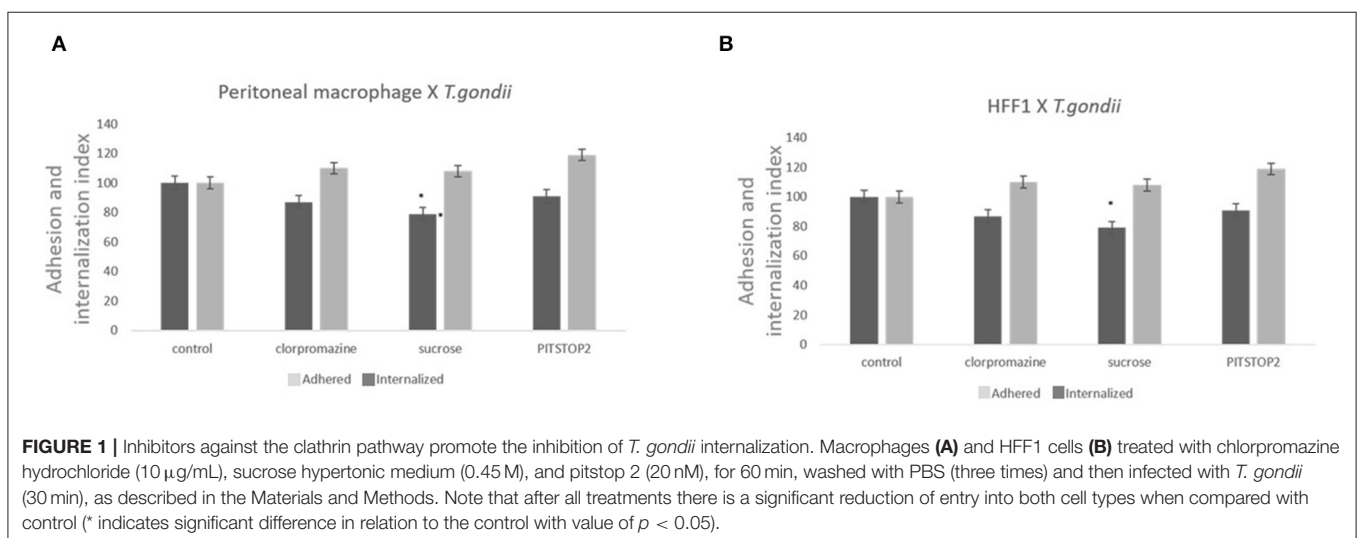 A
Peritoneal macrophage X T.gondii
Adhesion and
internalization index
140
120
100
80
60
40
20
0
*
*
control clorpromazine sucrose PITSTOP2
Adhered Internalized
B
HFF1 X T.gondii
Adhesion and
internalization index
140
120
100
80
60
40
20
0
*
control clorpromazine sucrose PITSTOP2
Adhered Internalized
FIGURE 1 | Inhibitors against the clathrin pathway promote the inhibition of T. gondii internalization. Macrophages (A) and HFF1 cells (B) treated with chlorpromazine
hydrochloride (10 μg/mL), sucrose hypertonic medium (0.45 M), and pitstop 2 (20 nM), for 60 min, washed with PBS (three times) and then infected with T. gondii
(30 min), as described in the Materials and Methods. Note that after all treatments there is a significant reduction of entry into both cell types when compared with
control (* indicates significant difference in relation to the control with value of p < 0.05).